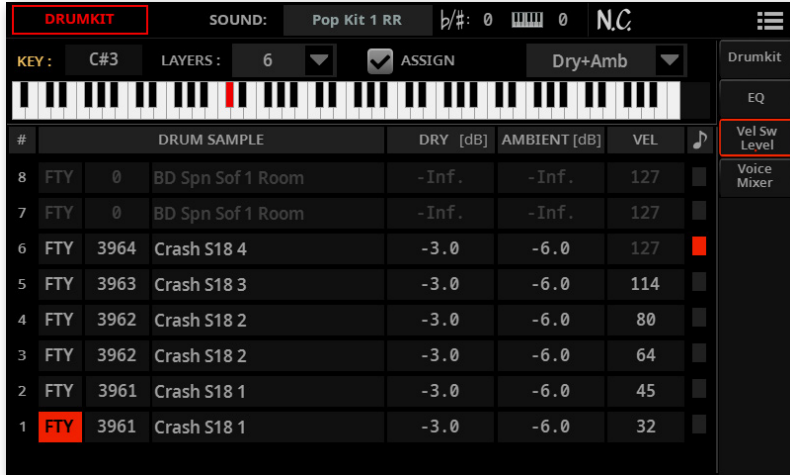 DRUMKIT SOUND: Pop Kit 1 RR ♭/#: 0 0 N.C.
KEY: C#3 LAYERS: 6 ASSIGN Dry+Amb
Drumkit
EQ
Vel Sw
Level
Voice
Mixer
# DRUM SAMPLE DRY [dB] AMBIENT [dB] VEL ♪
8 FTY 0 BD Spn Sof 1 Room -Inf. -Inf. 127
7 FTY 0 BD Spn Sof 1 Room -Inf. -Inf. 127
6 FTY 3964 Crash S18 4 -3.0 -6.0 127
5 FTY 3963 Crash S18 3 -3.0 -6.0 114
4 FTY 3962 Crash S18 2 -3.0 -6.0 80
3 FTY 3962 Crash S18 2 -3.0 -6.0 64
2 FTY 3961 Crash S18 1 -3.0 -6.0 45
1 FTY 3961 Crash S18 1 -3.0 -6.0 32